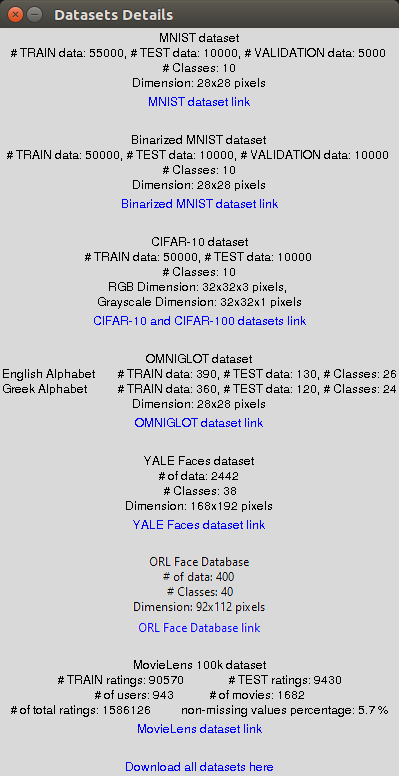 Datasets Details
MNIST dataset
# TRAIN data: 55000, # TEST data: 10000, # VALIDATION data: 5000
# Classes: 10
Dimension: 28x28 pixels
MNIST dataset link
Binarized MNIST dataset
# TRAIN data: 50000, # TEST data: 10000, # VALIDATION data: 10000
# Classes: 10
Dimension: 28x28 pixels
Binarized MNIST dataset link
CIFAR-10 dataset
# TRAIN data: 50000, # TEST data: 10000
# Classes: 10
RGB Dimension: 32x32x3 pixels,
Grayscale Dimension: 32x32x1 pixels
CIFAR-10 and CIFAR-100 datasets link
OMNIGLOT dataset
English Alphabet # TRAIN data: 390, # TEST data: 130, # Classes: 26
Greek Alphabet # TRAIN data: 360, # TEST data: 120, # Classes: 24
Dimension: 28x28 pixels
OMNIGLOT dataset link
YALE Faces dataset
# of data: 2442
# Classes: 38
Dimension: 168x192 pixels
YALE Faces dataset link
ORL Face Database
# of data: 400
# Classes: 40
Dimension: 92x112 pixels
ORL Face Database link
MovieLens 100k dataset
# TRAIN ratings: 90570 # TEST ratings: 9430
# of users: 943 # of movies: 1682
# of total ratings: 1586126 non-missing values percentage: 5.7 %
MovieLens dataset link
Download all datasets here